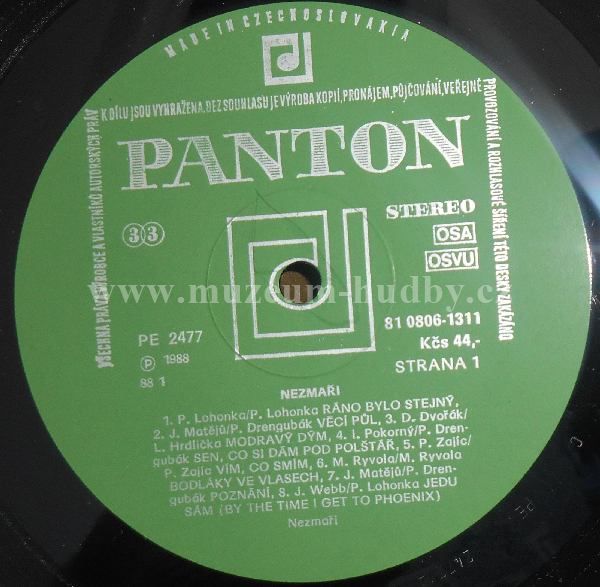 MADE IN CZECHOSLOVAKIA
VŠECHNA PRÁVA VÝROBCE A VLASTNÍKŮ AUTORSKÝCH PRÁV K DÍLU JSOU VYHRAŽENA. BEZ SOUHLASU JE VÝROBA KOPIÍ, PRONÁJEM, PŮJČOVÁNÍ, VEŘEJNÉ PROVOZOVÁNÍ A ROZHLASOVÉ ŠÍŘENÍ TÉTO DESKY ZAKÁZÁNO
PANTON
33
STEREO
OSA
OSVU
www.muzeum-hudby.cz
PE 2477
℗ 1988
88 1
81 0806-1311
Kčs 44,-
STRANA 1
NEZMAŘI
1. P. Lohonka/P. Lohonka RÁNO BYLO STEJNÝ,
2. J. Matějů/P. Drengubák VĚCÍ PŮL, 3. D. Dvořák/
L. Hrdlička MODRAVÝ DÝM, 4. I. Pokorný/P. Dren-
gubák SEN, CO SI DÁM POD POLŠTÁŘ, 5. P. Zajíc/
P. Zajíc VÍM, CO SMÍM, 6. M. Ryvola/M. Ryvola
BODLÁKY VE VLASECH, 7. J. Matějů/P. Dren-
gubák POZNÁNÍ, 8. J. Webb/P. Lohonka JEDU
SÁM (BY THE TIME I GET TO PHOENIX)
Nezmaři